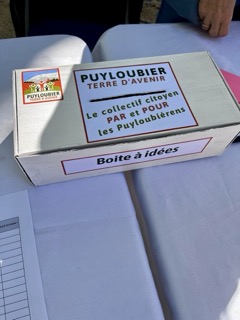 PUYLOUBIER
TERRE D'AVENIR
PUYLOUBIER
TERRE D'AVENIR
Le collectif citoyen
PAR et POUR
les Puyloubiérens
Boite à idées